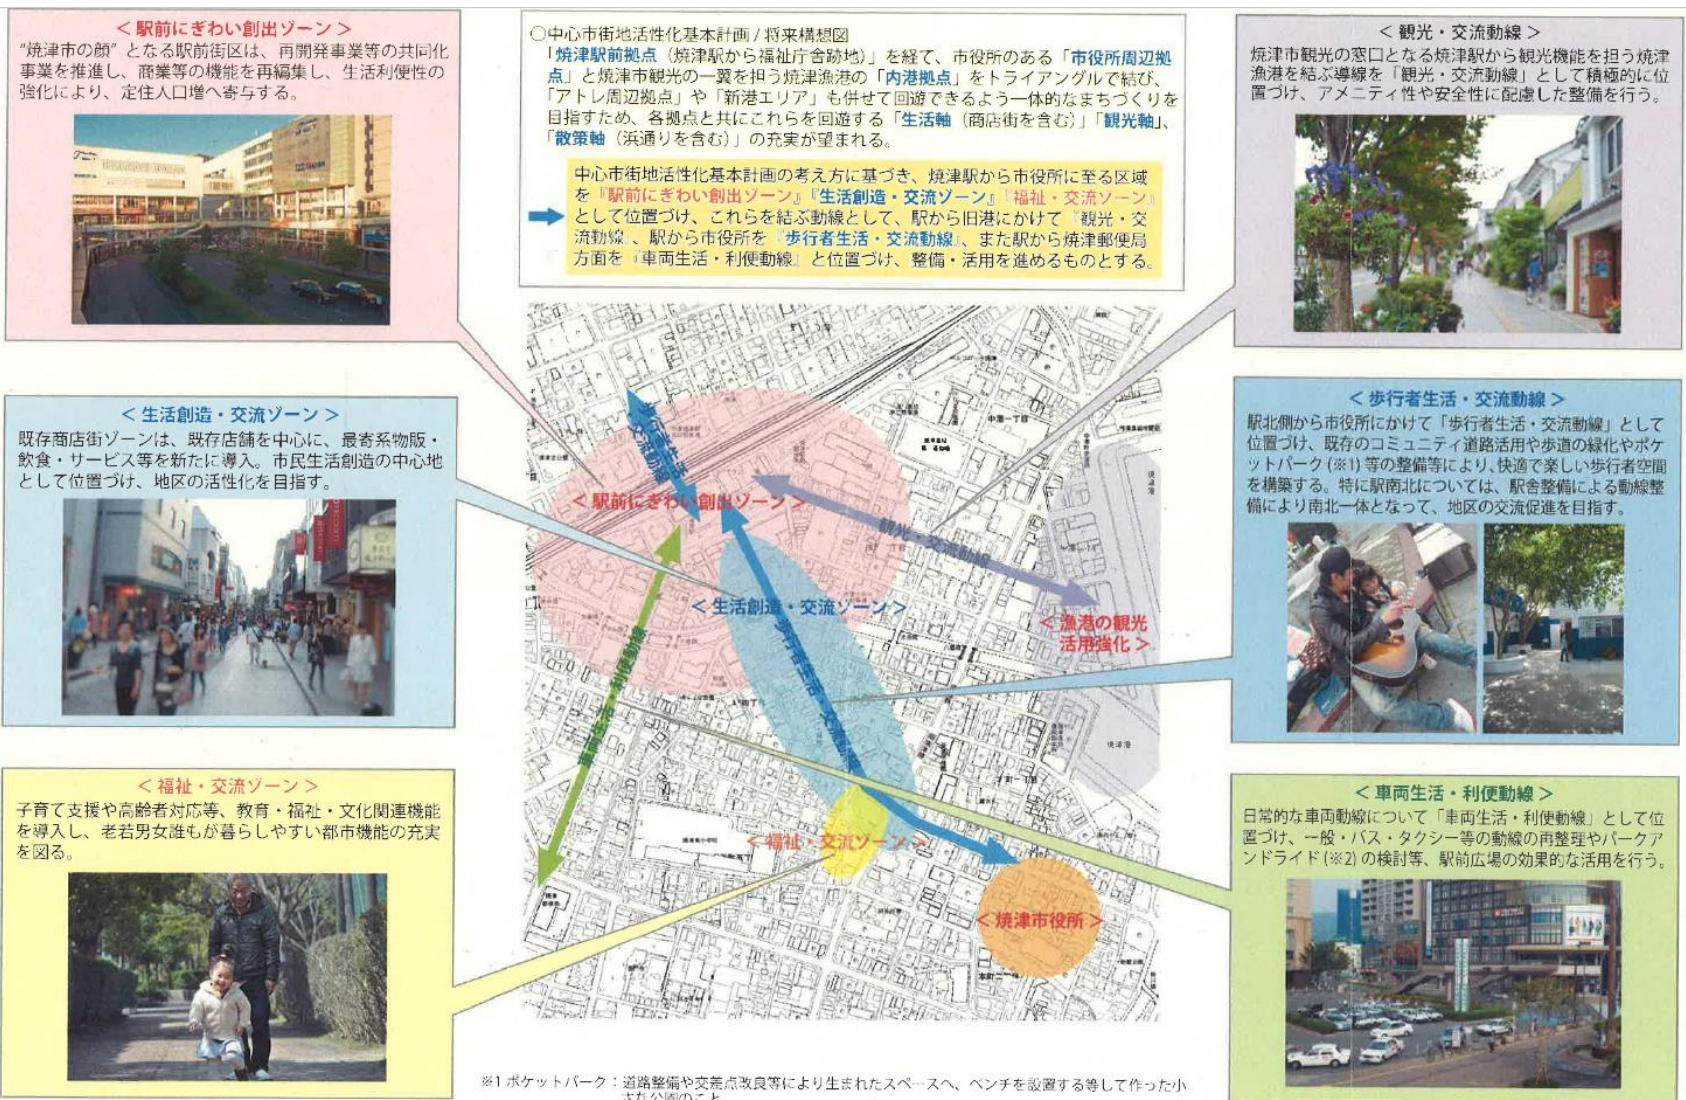 ＜駅前にぎわい創出ゾーン＞
“焼津市の顔”となる駅前街区は、再開発事業等の共同化
事業を推進し、商業等の機能を再編集し、生活利便性の
強化により、定住人口増へ寄与する。
○中心市街地活性化基本計画 / 将来構想図
「焼津駅前拠点（焼津駅から福祉庁舎跡地）」を経て、市役所のある「市役所周辺拠
点」と焼津市観光の一翼を担う焼津漁港の「内港拠点」をトライアングルで結び、
「アトレ周辺拠点」や「新港エリア」も併せて回遊できるよう一体的なまちづくりを
目指すため、各拠点と共にこれらを回遊する「生活軸（商店街を含む）」「観光軸」、
「散策軸（浜通りを含む）」の充実が望まれる。
中心市街地活性化基本計画の考え方に基づき、焼津駅から市役所に至る区域
を『駅前にぎわい創出ゾーン』『生活創造・交流ゾーン』『福祉・交流ゾーン』
として位置づけ、これらを結ぶ動線として、駅から旧港にかけて『観光・交
流動線』、駅から市役所を『歩行者生活・交流動線』、また駅から焼津郵便局
方面を『車両生活・利便動線』と位置づけ、整備・活用を進めるものとする。
＜観光・交流動線＞
焼津市観光の窓口となる焼津駅から観光機能を担う焼津
漁港を結ぶ導線を「観光・交流動線」として積極的に位
置づけ、アメニティ性や安全性に配慮した整備を行う。
＜生活創造・交流ゾーン＞
既存商店街ゾーンは、既存店舗を中心に、最寄系物販・
飲食・サービス等を新たに導入。市民生活創造の中心地
として位置づけ、地区の活性化を目指す。
＜歩行者生活・交流動線＞
駅北側から市役所にかけて「歩行者生活・交流動線」として
位置づけ、既存のコミュニティ道路活用や歩道の緑化やポケ
ットパーク(※1)等の整備等により、快適で楽しい歩行者空間
を構築する。特に駅南北については、駅舎整備による動線整
備により南北一体となって、地区の交流促進を目指す。
＜福祉・交流ゾーン＞
子育て支援や高齢者対応等、教育・福祉・文化関連機能
を導入し、老若男女誰もが暮らしやすい都市機能の充実
を図る。
＜車両生活・利便動線＞
日常的な車両動線について「車両生活・利便動線」として位
置づけ、一般・バス・タクシー等の動線の再整理やパークア
ンドライド(※2)の検討等、駅前広場の効果的な活用を行う。
中港一丁目
＜駅前にぎわい創出ゾーン＞
観光・交流動線
＜生活創造・交流ゾーン＞
＜漁港の観光
活用強化＞
歩行者生活・交流動線
焼津港
＜福祉・交流ゾーン＞
＜焼津市役所＞
※1 ポケットパーク：道路整備や交差点改良等により生まれたスペースへ、ベンチを設置する等して作った小
さな公園のこと